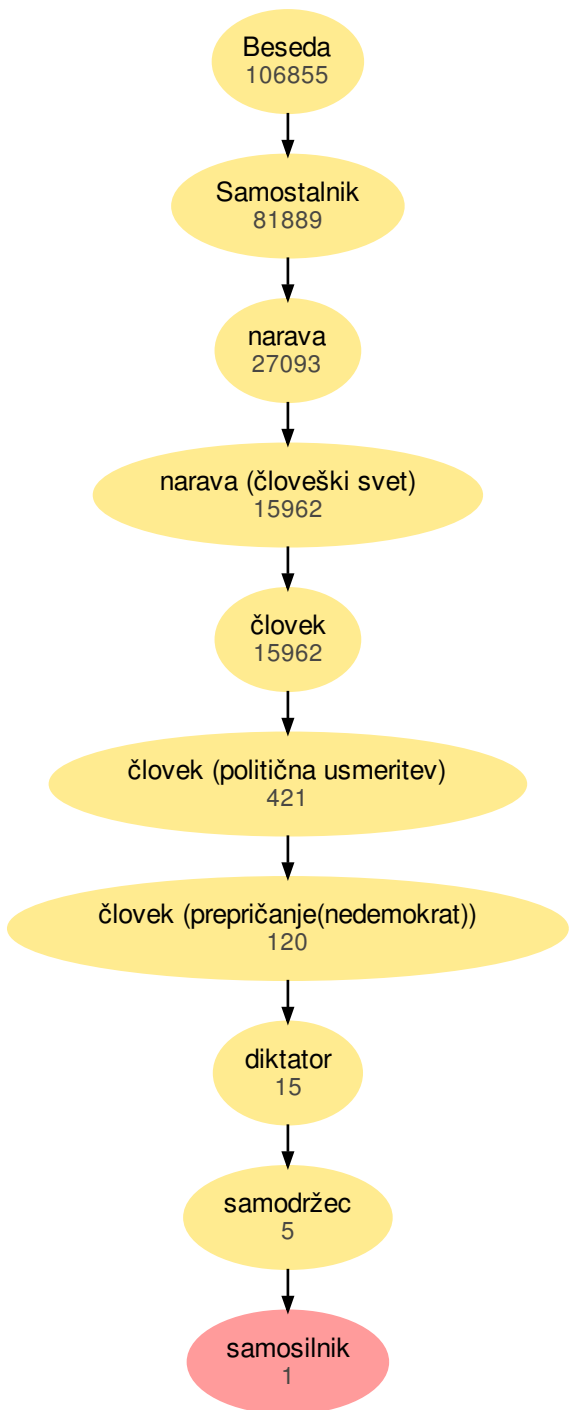 Beseda
106855
Samostalnik
81889
narava
27093
narava (človeški svet)
15962
človek
15962
človek (politična usmeritev)
421
človek (prepričanje(nedemokrat))
120
diktator
15
samodržec
5
samosilnik
1